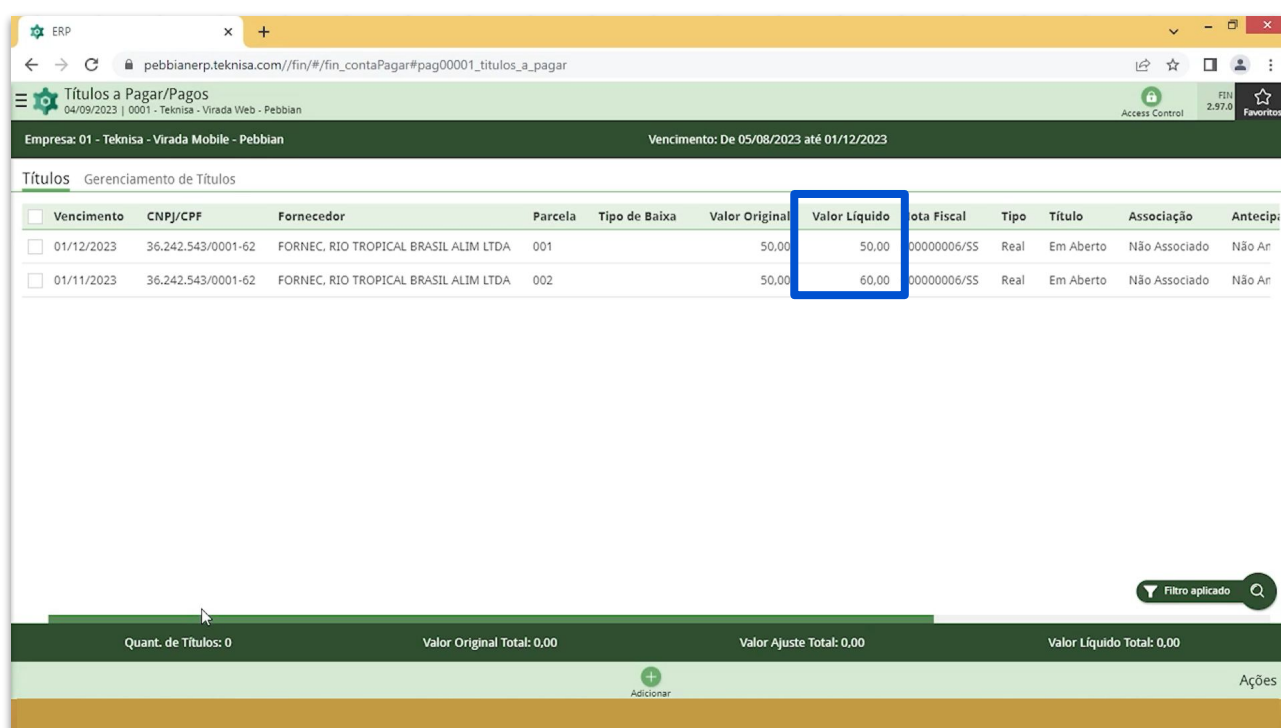 ERP
pebbianerp.teknisa.com//fin/#/fin_contaPagar#pag00001_titulos_a_pagar
Títulos a Pagar/Pagos
04/09/2023 | 0001 - Teknisa - Virada Web - Pebbian
Access Control
FIN
2.97.0
Favoritos
Empresa: 01 - Teknisa - Virada Mobile - Pebbian Vencimento: De 05/08/2023 até 01/12/2023
Títulos Gerenciamento de Títulos
Vencimento CNPJ/CPF Fornecedor Parcela Tipo de Baixa Valor Original Valor Líquido ota Fiscal Tipo Título Associação Antecip
01/12/2023 36.242.543/0001-62 FORNEC, RIO TROPICAL BRASIL ALIM LTDA 001 50,00 50,00 00000006/SS Real Em Aberto Não Associado Não An
01/11/2023 36.242.543/0001-62 FORNEC, RIO TROPICAL BRASIL ALIM LTDA 002 50,00 60,00 00000006/SS Real Em Aberto Não Associado Não An
Filtro aplicado
Quant. de Títulos: 0 Valor Original Total: 0,00 Valor Ajuste Total: 0,00 Valor Líquido Total: 0,00
Adicionar
Ações